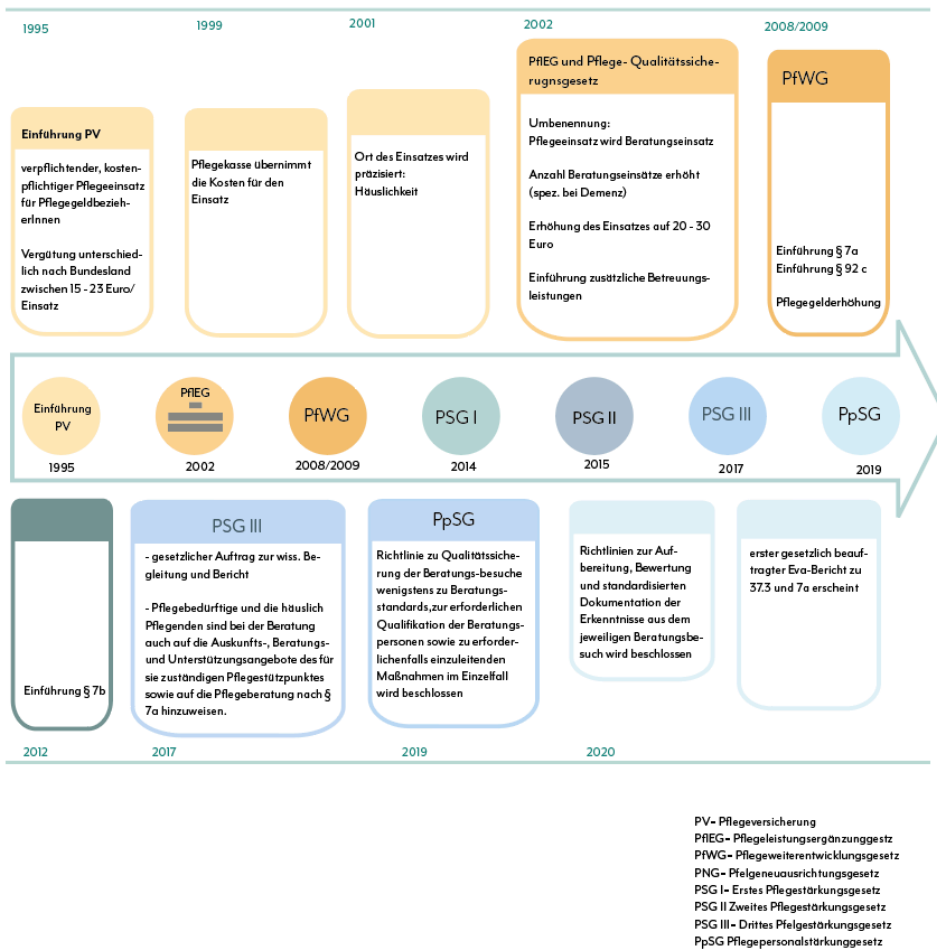 1995
1999
2001
2002
2008/2009
Einführung PV
verpflichtender, kosten-
pflichtiger Pflegeeinsatz
für Pflegegeldbezieh-
erInnen
Vergütung unterschied-
lich nach Bundesland
zwischen 15 - 23 Euro/
Einsatz
Pflegekasse übernimmt
die Kosten für den
Einsatz
Ort des Einsatzes wird
präzisiert:
Häuslichkeit
PflEG und Pflege- Qualitätssiche-
rugnsgesetz
Umbenennung:
Pflegeeinsatz wird Beratungseinsatz
Anzahl Beratungseinsätze erhöht
(spez. bei Demenz)
Erhöhung des Einsatzes auf 20 - 30
Euro
Einführung zusätzliche Betreuungs-
leistungen
PfWG
Einführung § 7a
Einführung § 92 c
Pflegegelderhöhung
Einführung
PV
1995
PflEG
2002
PfWG
2008/2009
PSG I
2014
PSG II
2015
PSG III
2017
PpSG
2019
Einführung § 7b
PSG III
- gesetzlicher Auftrag zur wiss. Be-
gleitung und Bericht
- Pflegebedürftige und die häuslich
Pflegenden sind bei der Beratung
auch auf die Auskunfts-, Beratungs-
und Unterstützungsangebote des für
sie zuständigen Pflegestützpunktes
sowie auf die Pflegeberatung nach §
7a hinzuweisen.
PpSG
Richtlinie zu Qualitätssiche-
rung der Beratungs-besuche
wenigstens zu Beratungs-
standards,zur erforderlichen
Qualifikation der Beratungs-
personen sowie zu erforder-
lichenfalls einzuleitenden
Maßnahmen im Einzelfall
wird beschlossen
Richtlinien zur Auf-
bereitung, Bewertung
und standardisierten
Dokumentation der
Erkenntnisse aus dem
jeweiligen Beratungsbe-
such wird beschlossen
erster gesetzlich beauf-
tragter Eva-Bericht zu
37.3 und 7a erscheint
2012
2017
2019
2020
PV- Pflegeversicherung
PflEG- Pflegeleistungsergänzunggestz
PfWG- Pflegeweiterentwicklungsgesetz
PNG- Pfelgeneuausrichtungsgesetz
PSG I- Erstes Pflegestärkungsgesetz
PSG II Zweites Pflegestärkungsgesetz
PSG III- Drittes Pfelgestärkungsgesetz
PpSG Pflegepersonalstärkunggesetz